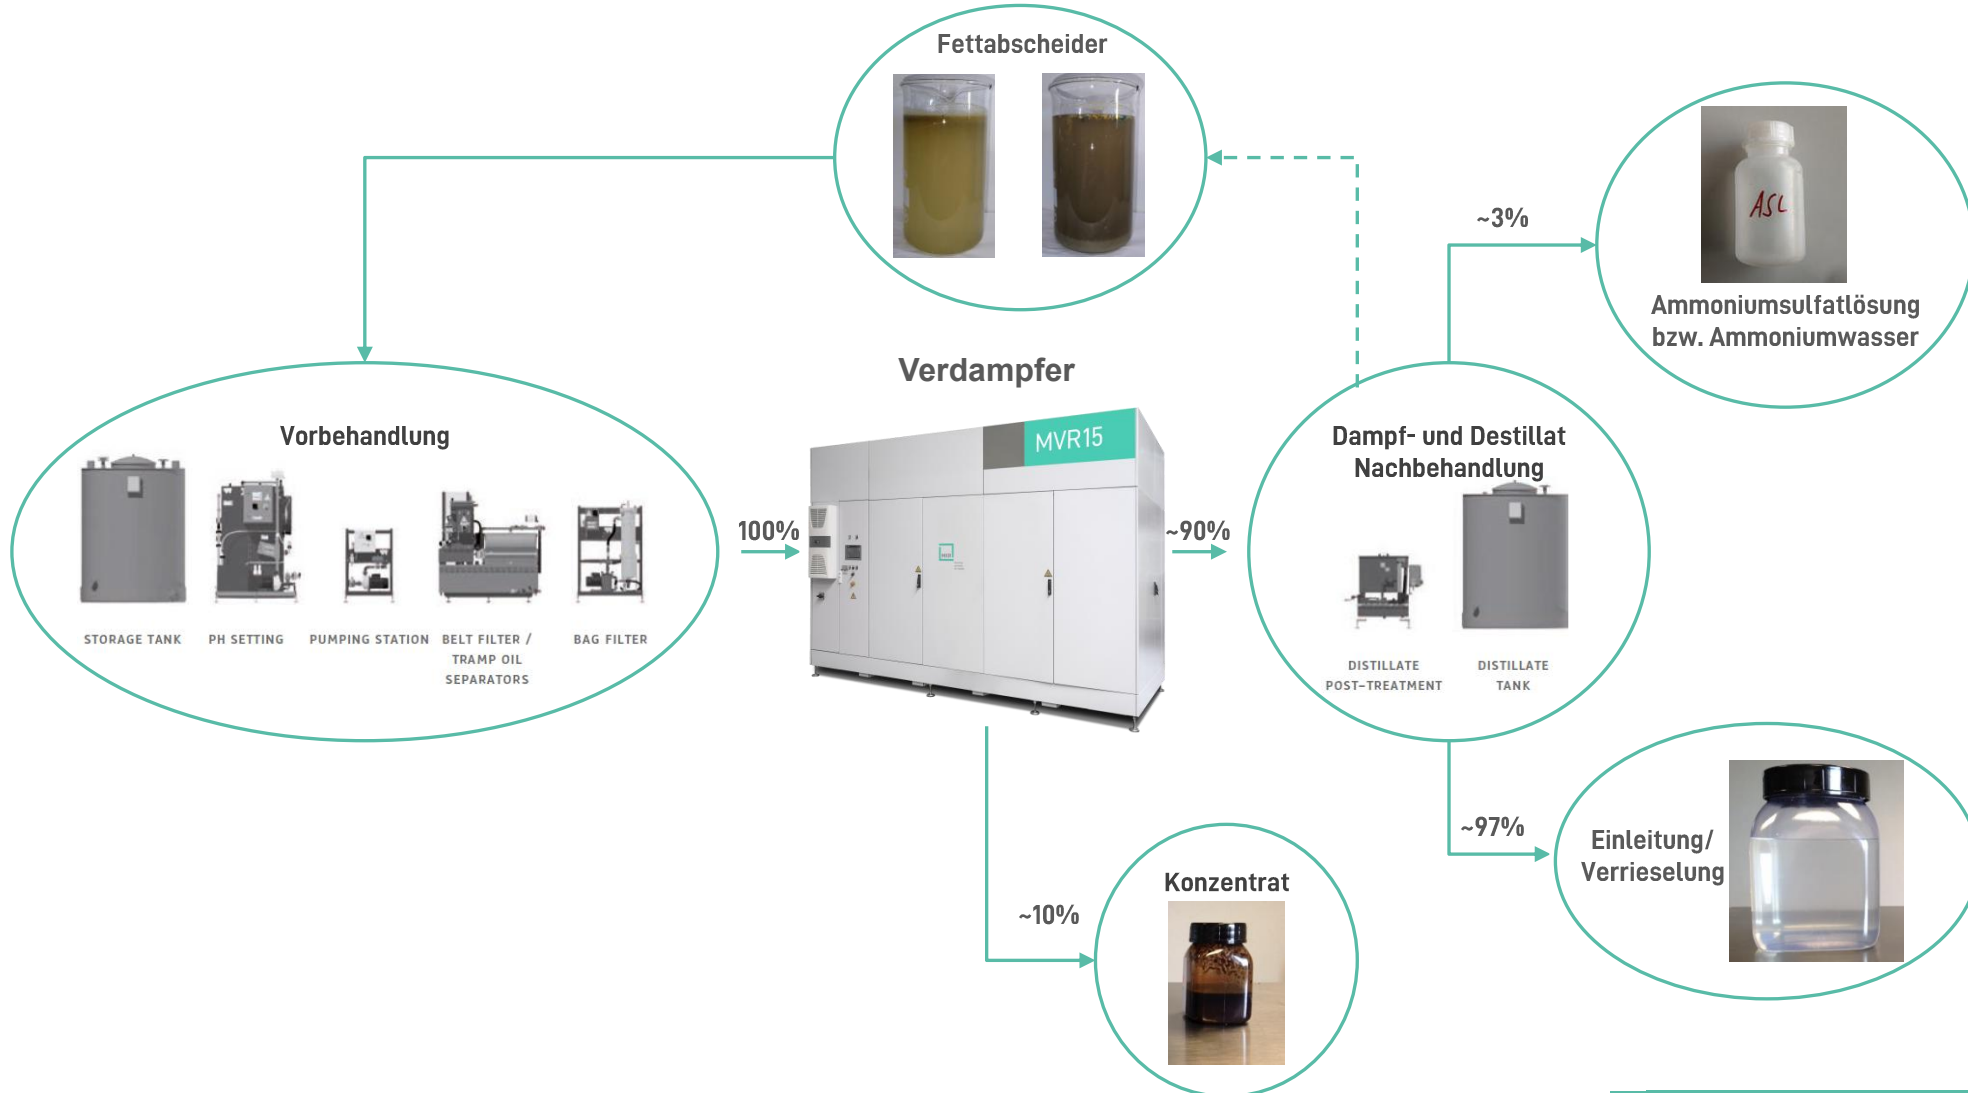 Fettabscheider
ASL
~3%
Ammoniumsulfatlösung
bzw. Ammoniumwasser
Verdampfer
MVR15
Vorbehandlung
STORAGE TANK
PH SETTING
PUMPING STATION
BELT FILTER /
TRAMP OIL
SEPARATORS
BAG FILTER
100%
~90%
Dampf- und Destillat
Nachbehandlung
DISTILLATE
POST-TREATMENT
DISTILLATE
TANK
~97%
Einleitung/
Verrieselung
~10%
Konzentrat